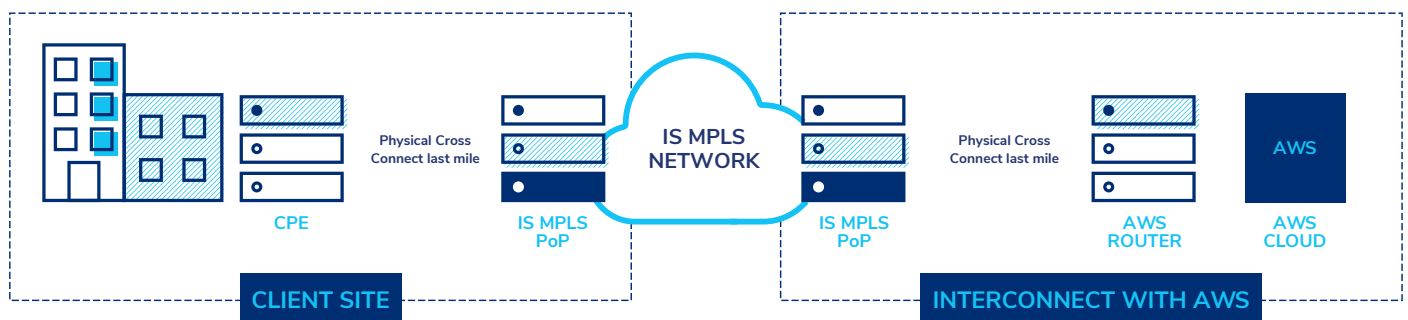 Physical Cross
Connect last mile
CPE
IS MPLS
PoP
CLIENT SITE
IS MPLS
NETWORK
IS MPLS
PoP
Physical Cross
Connect last mile
AWS
ROUTER
AWS
AWS
CLOUD
INTERCONNECT WITH AWS